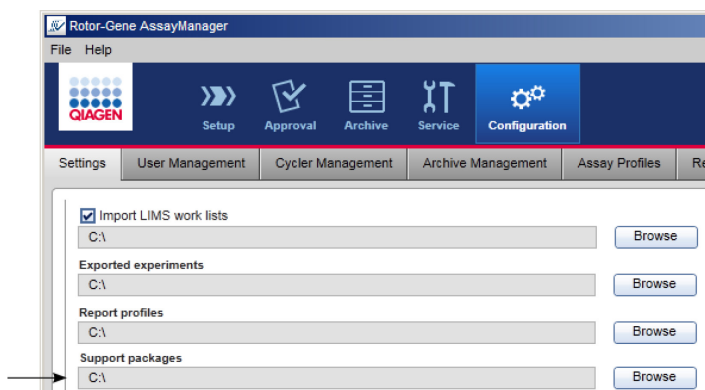 Rotor-Gene AssayManager
File Help
QIAGEN
Setup Approval Archive Service Configuration
Settings User Management Cycler Management Archive Management Assay Profiles Re
Import LIMS work lists
C:\ Browse
Exported experiments
C:\ Browse
Report profiles
C:\ Browse
Support packages
C:\ Browse